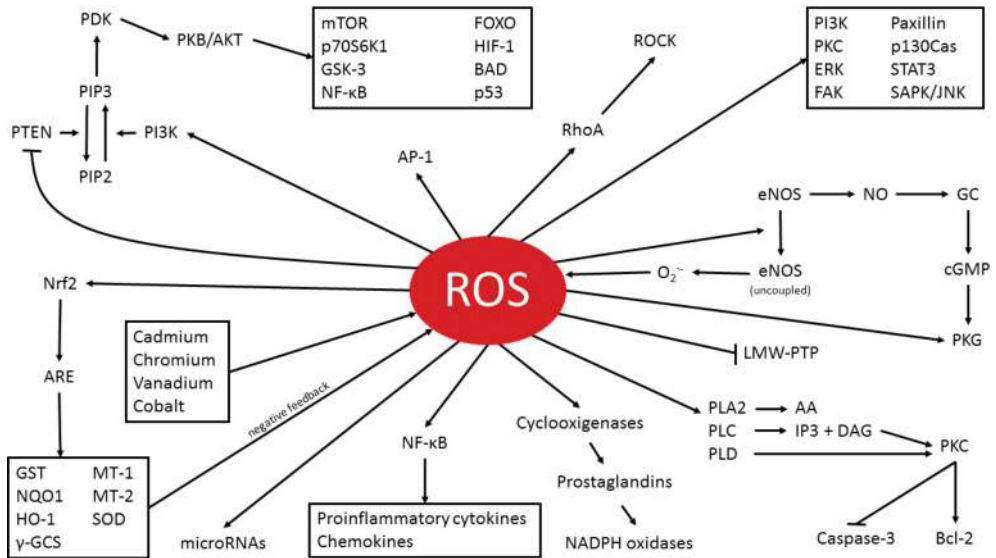 PDK
PKB/AKT
PIP3
PTEN
PI3K
PIP2
mTOR FOXO
p70S6K1 HIF-1
GSK-3 BAD
NF-κB p53
AP-1
ROCK
RhoA
PI3K Paxillin
PKC p130Cas
ERK STAT3
FAK SAPK/JNK
eNOS NO GC
O₂˙⁻ eNOS
(uncoupled)
cGMP
PKG
ROS
Nrf2
ARE
Cadmium
Chromium
Vanadium
Cobalt
negative feedback
LMW-PTP
GST MT-1
NQO1 MT-2
HO-1 SOD
γ-GCS
microRNAs
NF-κB
Proinflammatory cytokines
Chemokines
Cyclooxigenases
Prostaglandins
NADPH oxidases
PLA2 AA
PLC IP3 + DAG
PLD
PKC
Caspase-3
Bcl-2